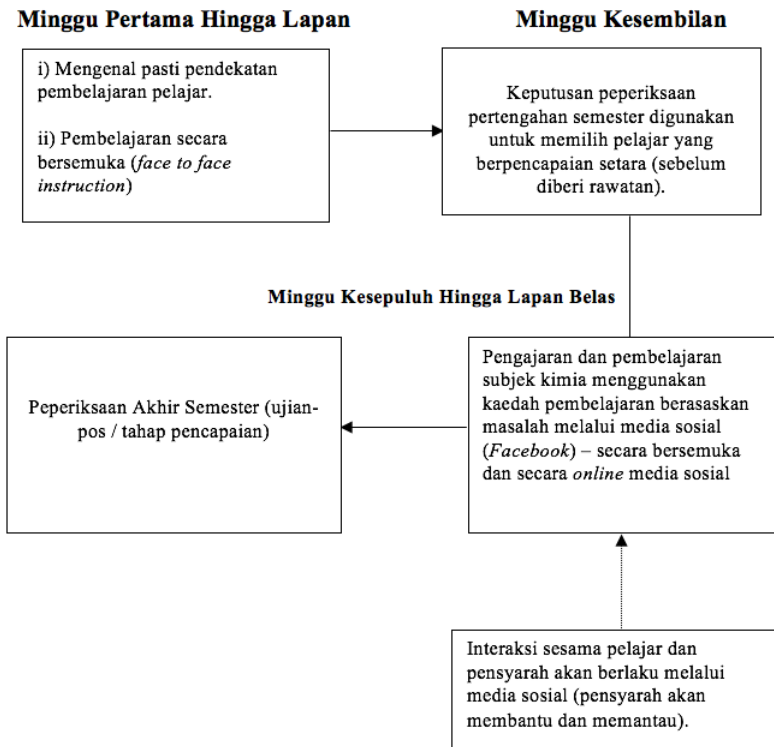 Minggu Pertama Hingga Lapan
Minggu Kesembilan
i) Mengenal pasti pendekatan
pembelajaran pelajar.
ii) Pembelajaran secara
bersemuka (face to face
instruction)
Keputusan peperiksaan
pertengahan semester digunakan
untuk memilih pelajar yang
berpencapaian setara (sebelum
diberi rawatan).
Minggu Kesepuluh Hingga Lapan Belas
Peperiksaan Akhir Semester (ujian-
pos / tahap pencapaian)
Pengajaran dan pembelajaran
subjek kimia menggunakan
kaedah pembelajaran berasaskan
masalah melalui media sosial
(Facebook) – secara bersemuka
dan secara online media sosial
Interaksi sesama pelajar dan
pensyarah akan berlaku melalui
media sosial (pensyarah akan
membantu dan memantau).